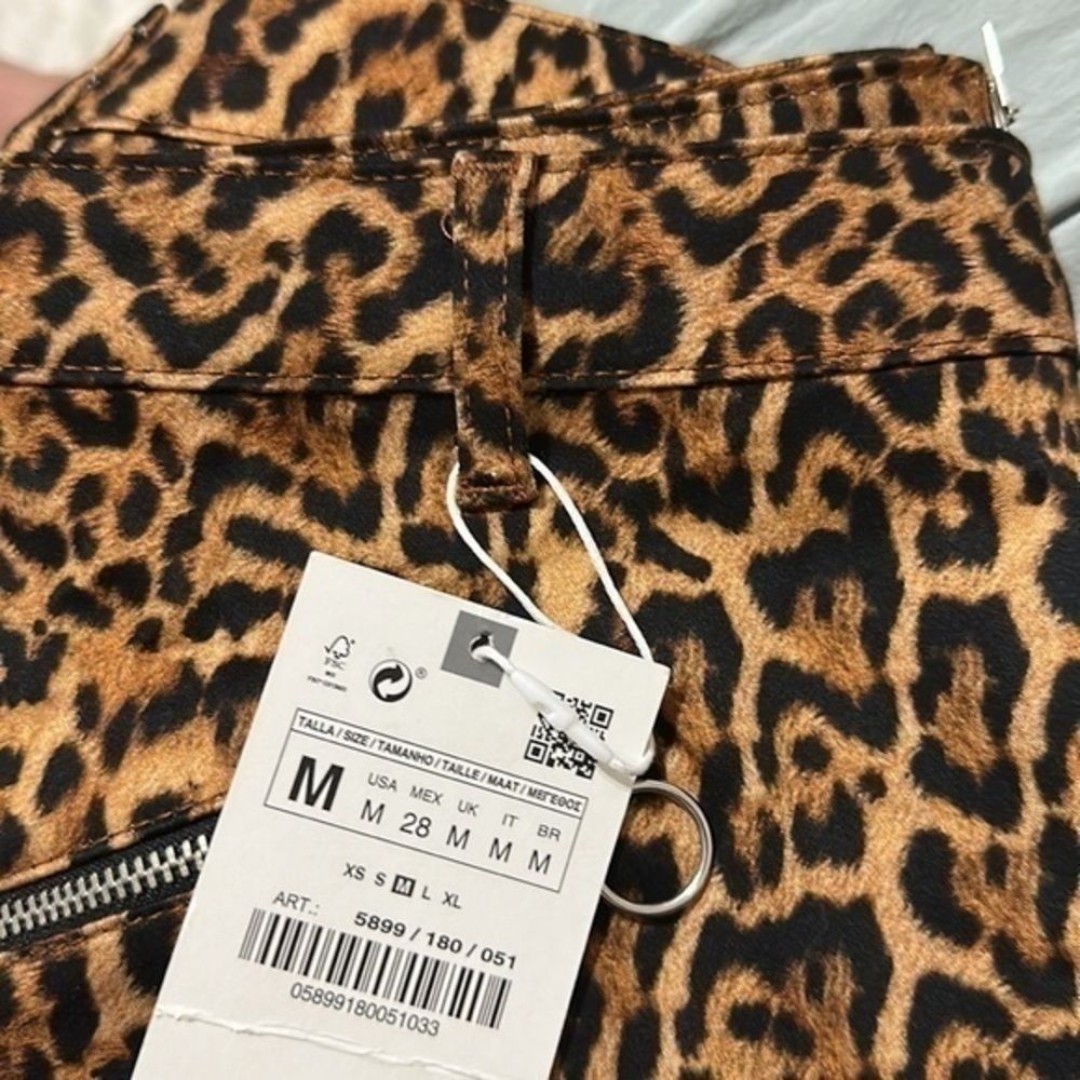 FSC
®
TALLA / SIZE / TAMANHO / TAILLE / MAAT / ΜΕΓΕΘΟΣ
M
USA MEX UK IT BR
M 28 M M M
XS S M L XL
ART.: 5899 / 180 / 051
05899180051033